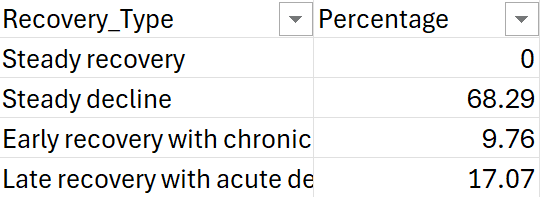 Recovery_Type Percentage
Steady recovery 0
Steady decline 68.29
Early recovery with chronic 9.76
Late recovery with acute de 17.07